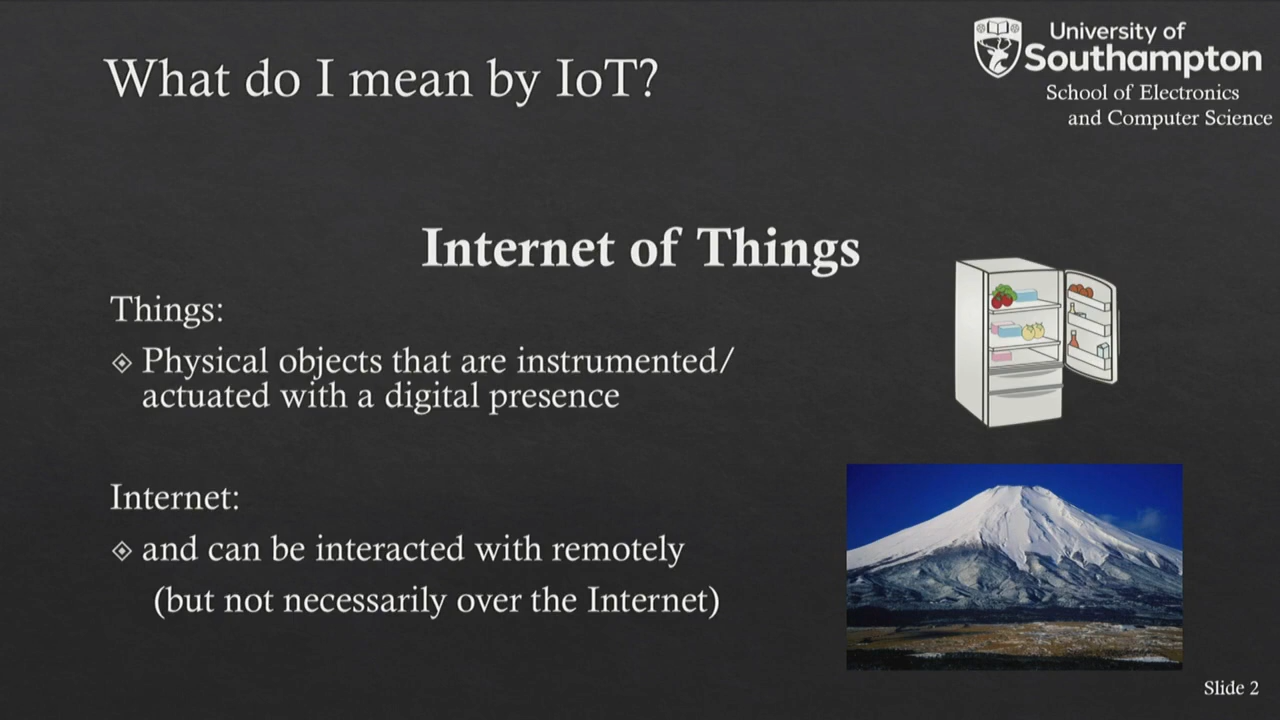 What do I mean by IoT?
University of
Southampton
School of Electronics
and Computer Science
Internet of Things
Things:
Physical objects that are instrumented/
actuated with a digital presence
Internet:
and can be interacted with remotely
(but not necessarily over the Internet)
Slide 2